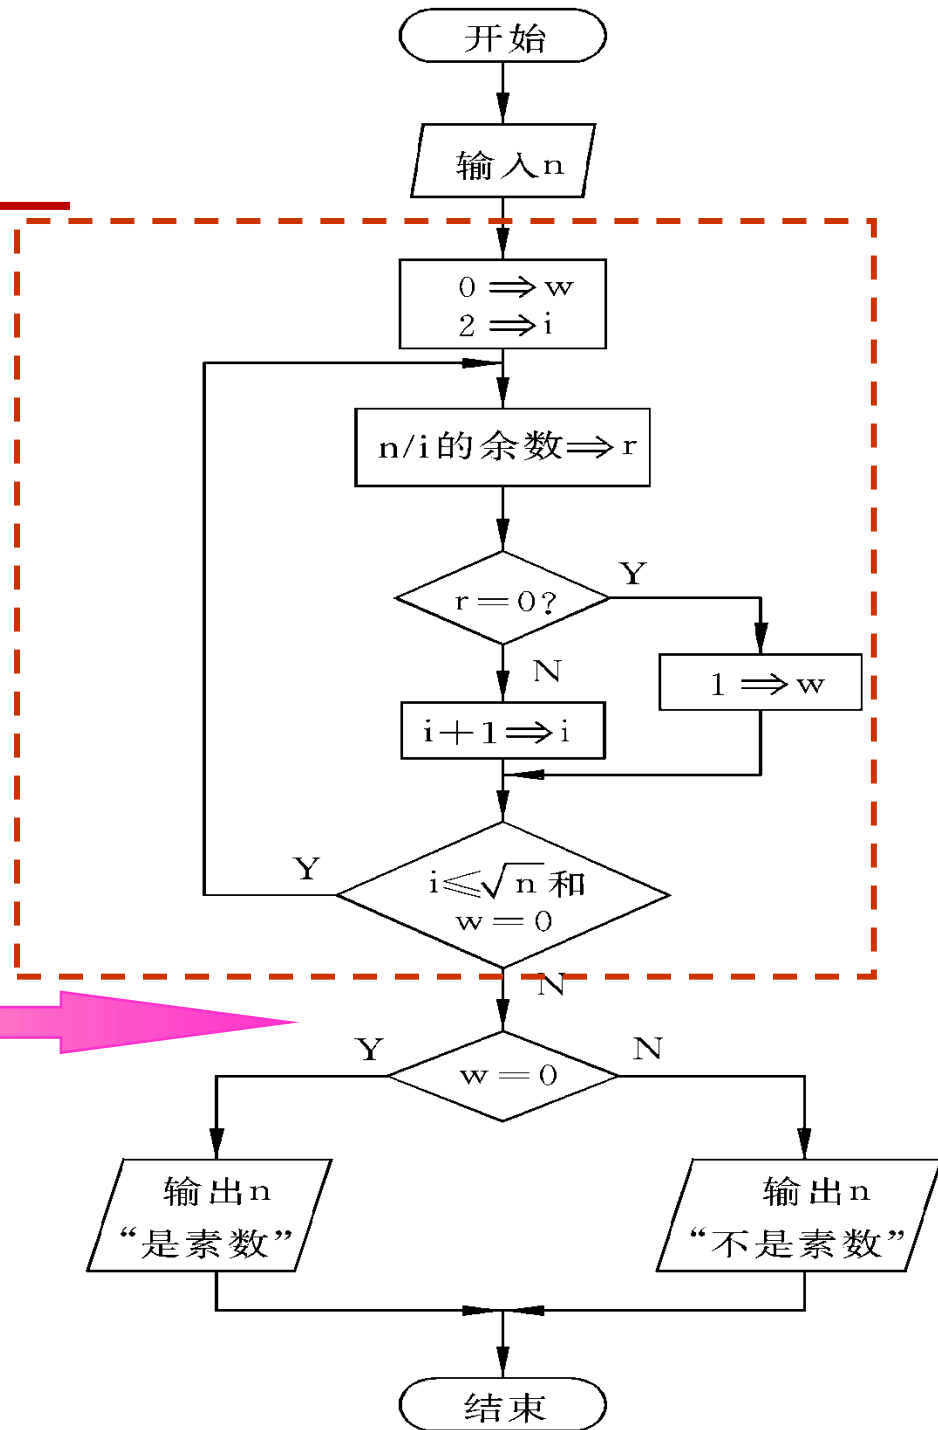 开始
输入n
0 ⇒ w
2 ⇒ i
n/i的余数⇒r
r=0?
Y
N
1 ⇒ w
i+1⇒i
Y
i≤√n 和
w=0
N
Y
w=0
N
输出n
“是素数”
输出n
“不是素数”
结束